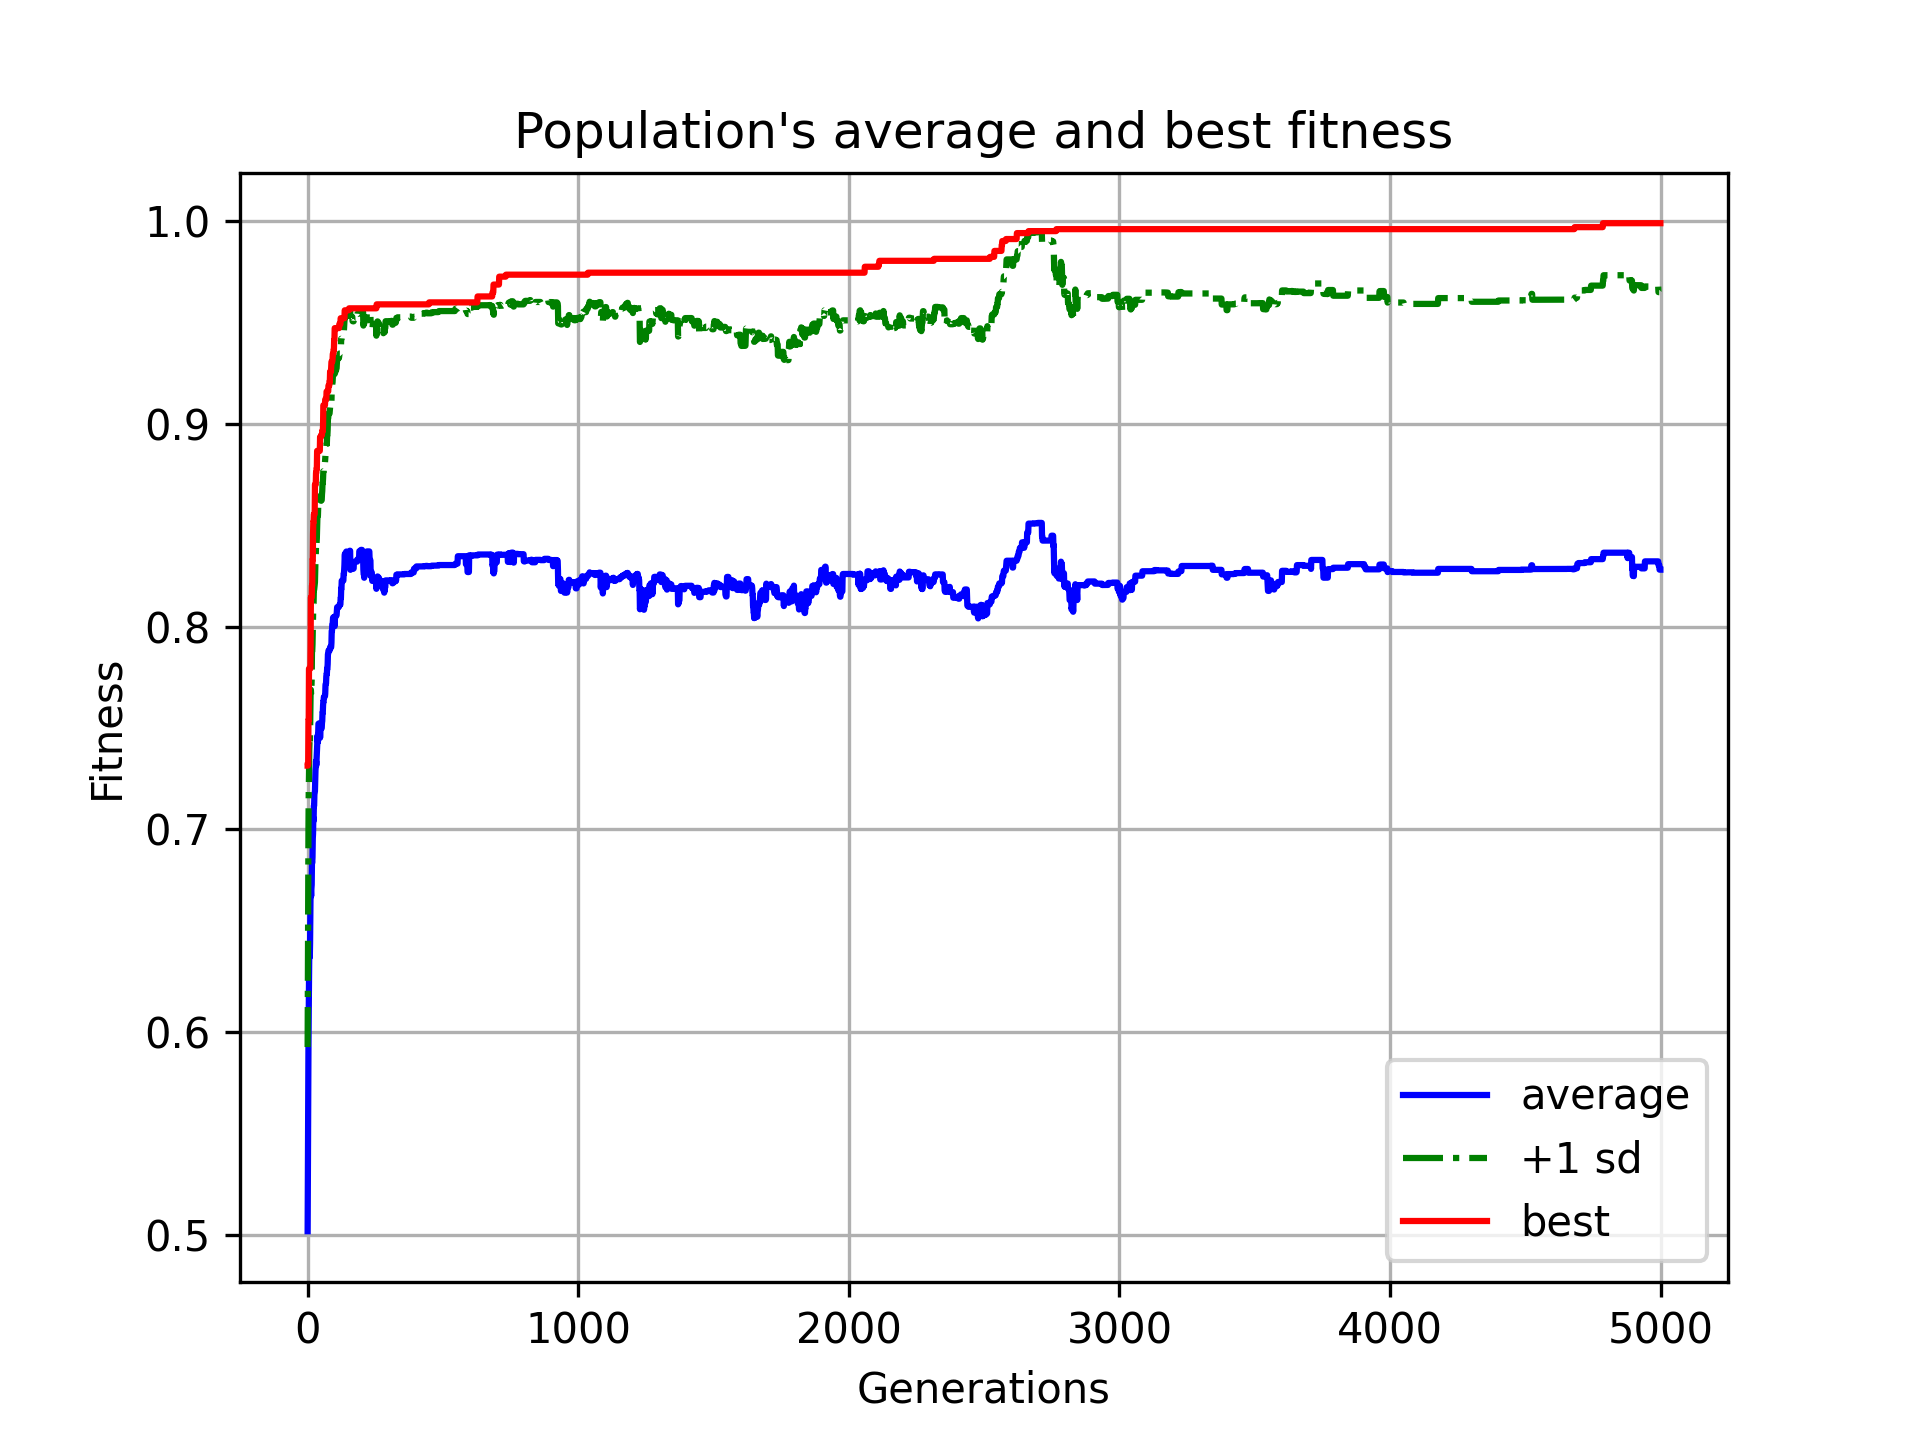 Population's average and best fitness
1.0
0.9
0.8
0.7
0.6
0.5
Fitness
0 1000 2000 3000 4000 5000
Generations
average
+1 sd
best